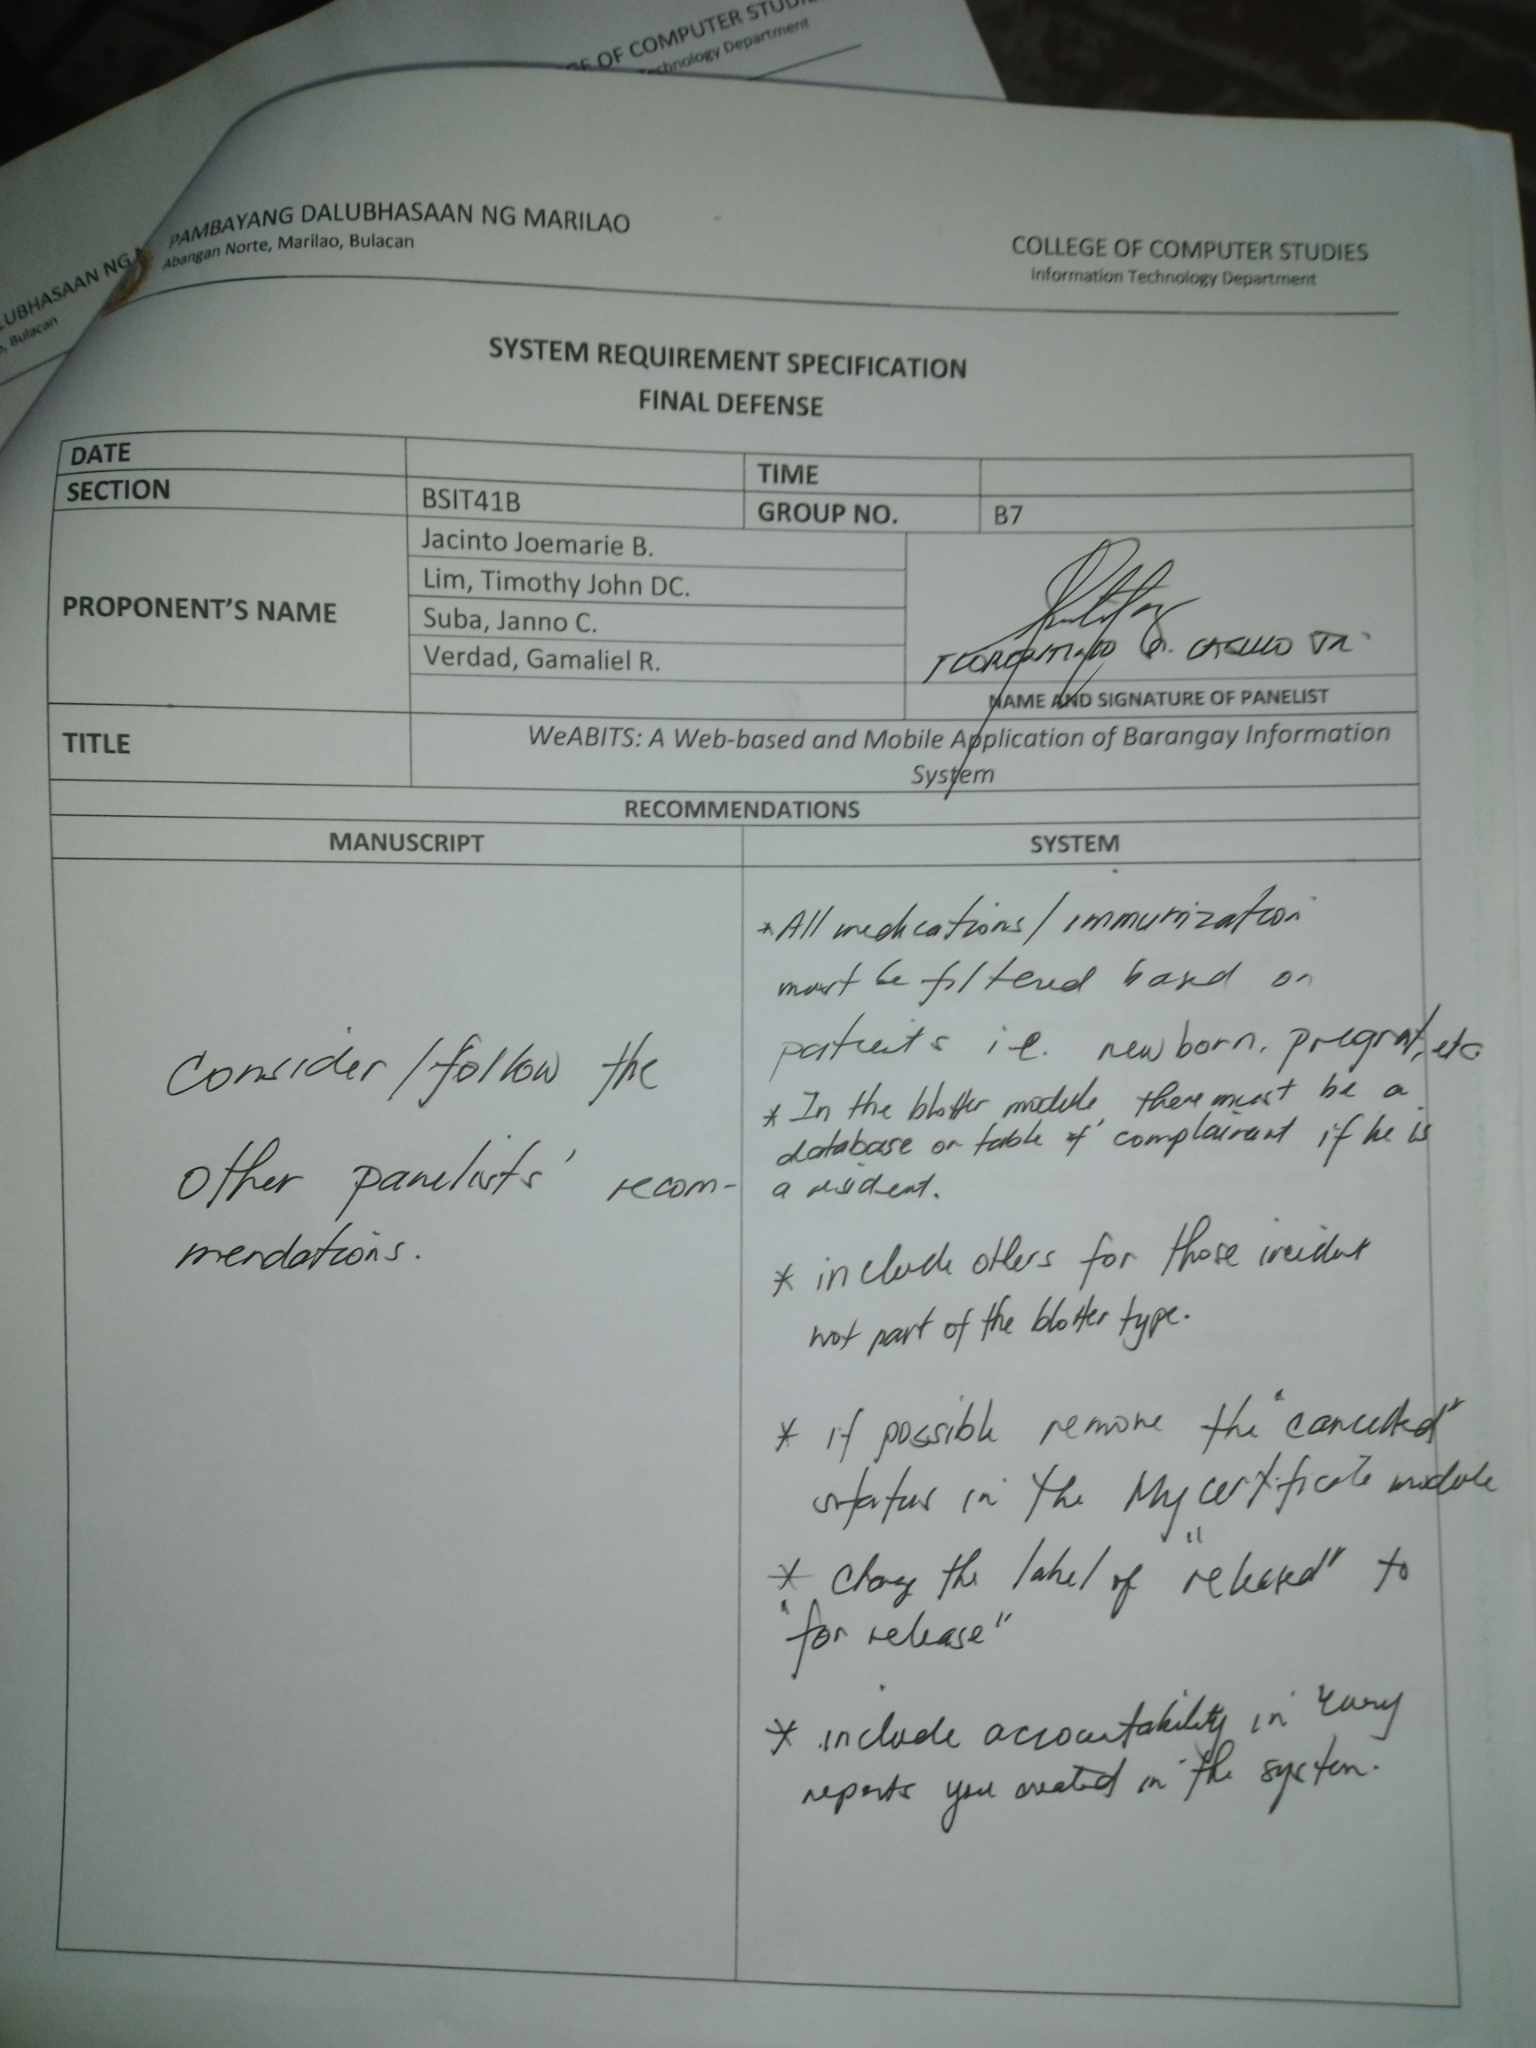 OF COMPUTER STUDI
echnology Department
LUBHASAAN NG
, Bulacan
PAMBAYANG DALUBHASAAN NG MARILAO
Abangan Norte, Marilao, Bulacan
COLLEGE OF COMPUTER STUDIES
Information Technology Department
SYSTEM REQUIREMENT SPECIFICATION
FINAL DEFENSE
DATE
TIME
SECTION
BSIT41B
GROUP NO.
B7
PROPONENT'S NAME
Jacinto Joemarie B.
Lim, Timothy John DC.
Suba, Janno C.
Verdad, Gamaliel R.
NAME AND SIGNATURE OF PANELIST
TITLE
WeABITS: A Web-based and Mobile Application of Barangay Information
System
RECOMMENDATIONS
MANUSCRIPT
SYSTEM
Consider/follow the
other panelists' recom-
mendations.
* All medications/immunization
must be filtered based on
patients i.e. newborn, pregnat, etc
* In the blotter module, there must be a
database or table of complainant if he is
a resident.
* include others for those incident
not part of the blotter type.
* if possible remove the "cancelled"
status in the My certificate module
* Change the label of "released" to
"for release"
* include accountability in every
reports you created in the system.